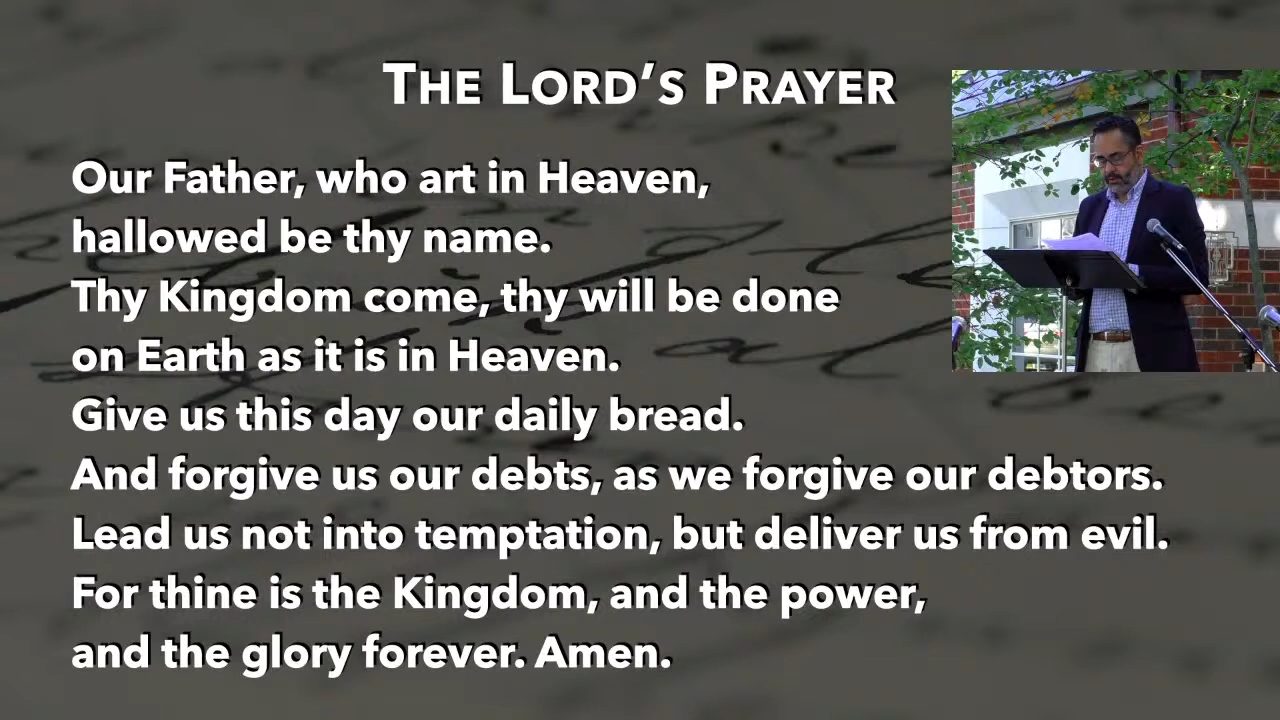 The Lord's Prayer
Our Father, who art in Heaven,
hallowed be thy name.
Thy Kingdom come, thy will be done
on Earth as it is in Heaven.
Give us this day our daily bread.
And forgive us our debts, as we forgive our debtors.
Lead us not into temptation, but deliver us from evil.
For thine is the Kingdom, and the power,
and the glory forever. Amen.